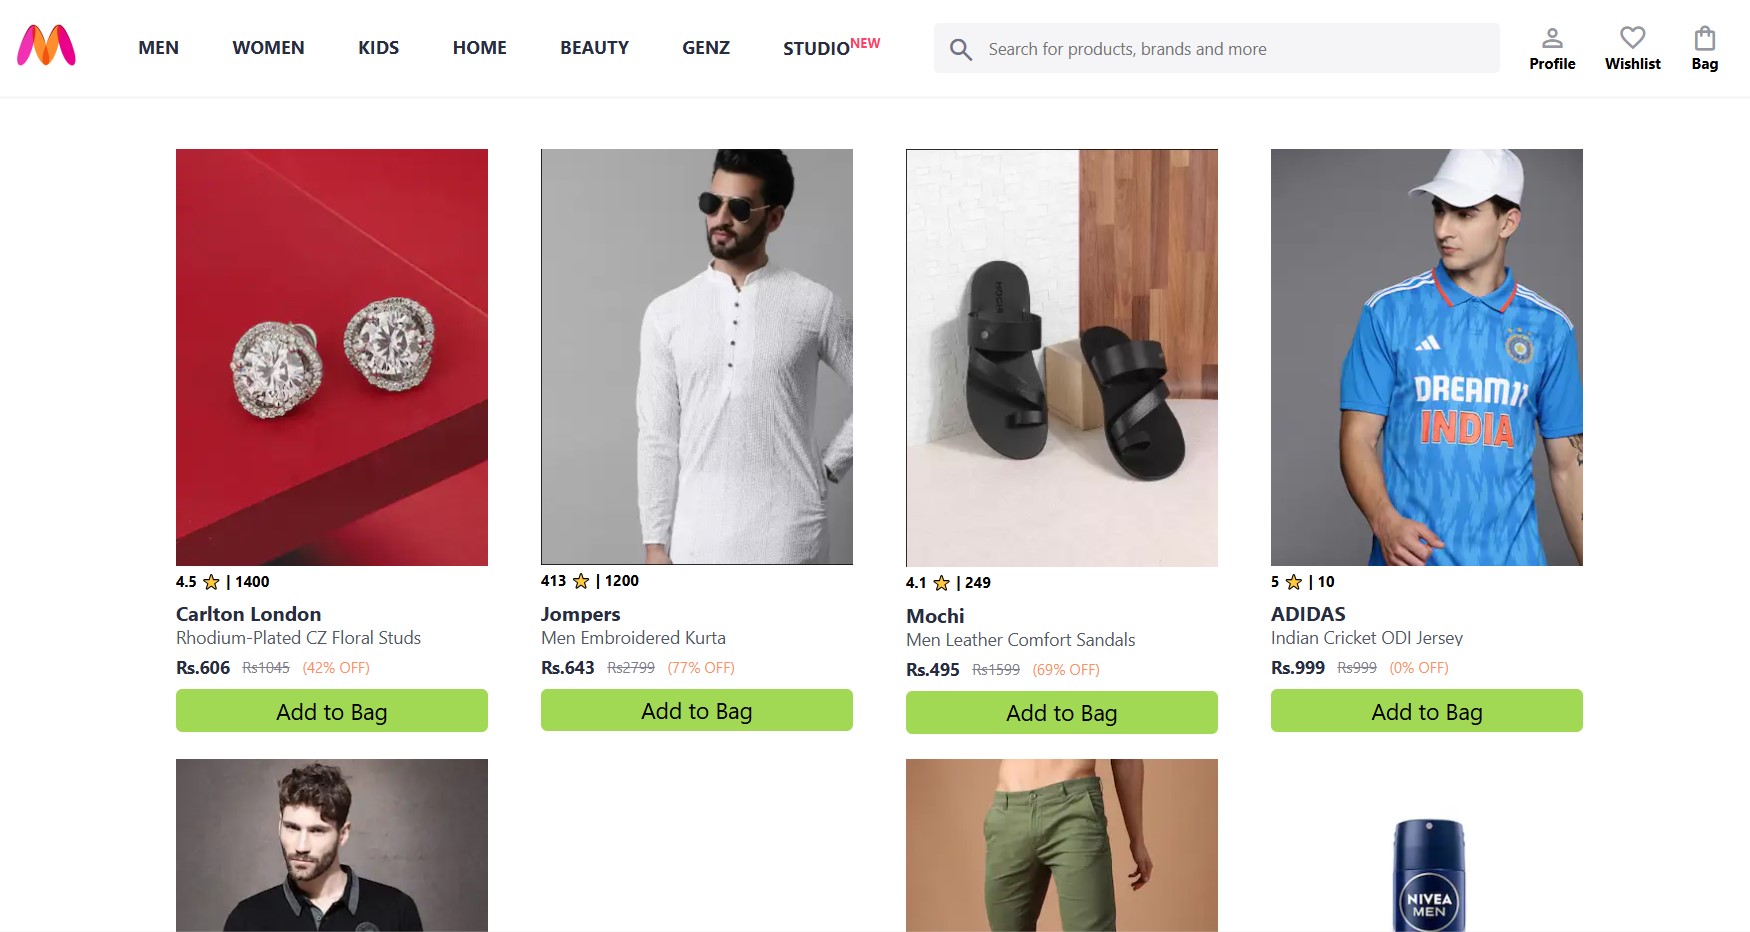 MEN WOMEN KIDS HOME BEAUTY GENZ STUDIONEW Search for products, brands and more Profile Wishlist Bag
DREAM11
INDIA
4.5 ⭐ | 1400
Carlton London
Rhodium-Plated CZ Floral Studs
Rs.606 Rs1045 (42% OFF)
Add to Bag
413 ⭐ | 1200
Jompers
Men Embroidered Kurta
Rs.643 Rs2799 (77% OFF)
Add to Bag
MOCHI
4.1 ⭐ | 249
Mochi
Men Leather Comfort Sandals
Rs.495 Rs1599 (69% OFF)
Add to Bag
5 ⭐ | 10
ADIDAS
Indian Cricket ODI Jersey
Rs.999 Rs999 (0% OFF)
Add to Bag
NIVEA
MEN